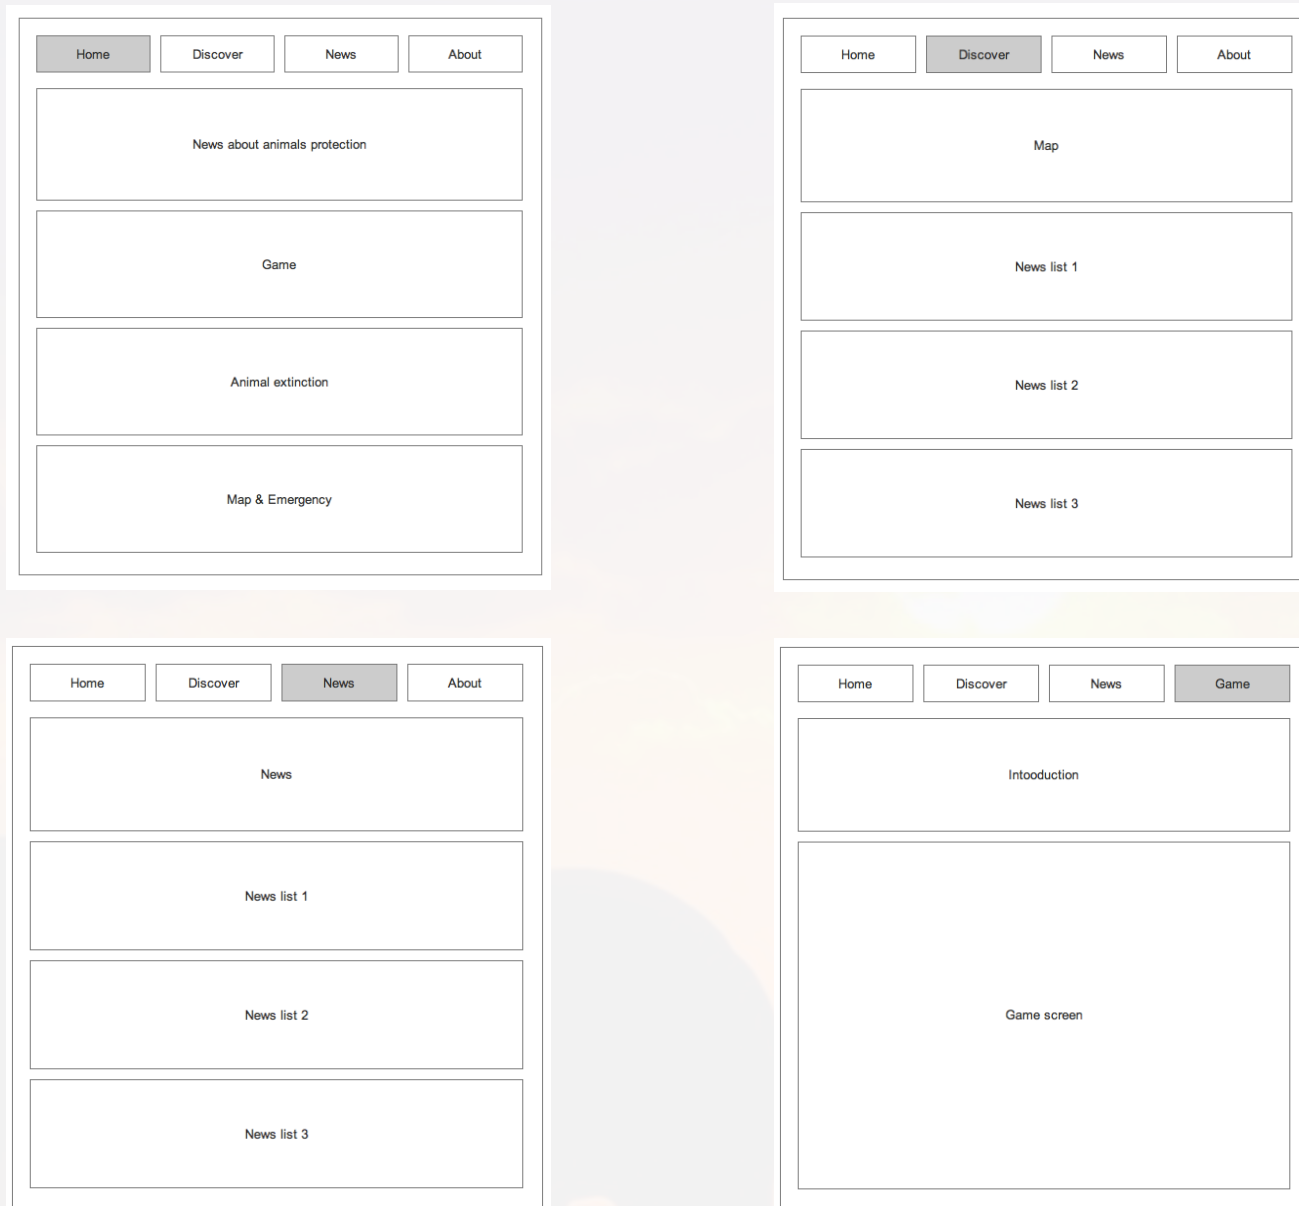 Home Discover News About
News about animals protection
Game
Animal extinction
Map & Emergency
Home Discover News About
Map
News list 1
News list 2
News list 3
Home Discover News About
News
News list 1
News list 2
News list 3
Home Discover News Game
Intooduction
Game screen